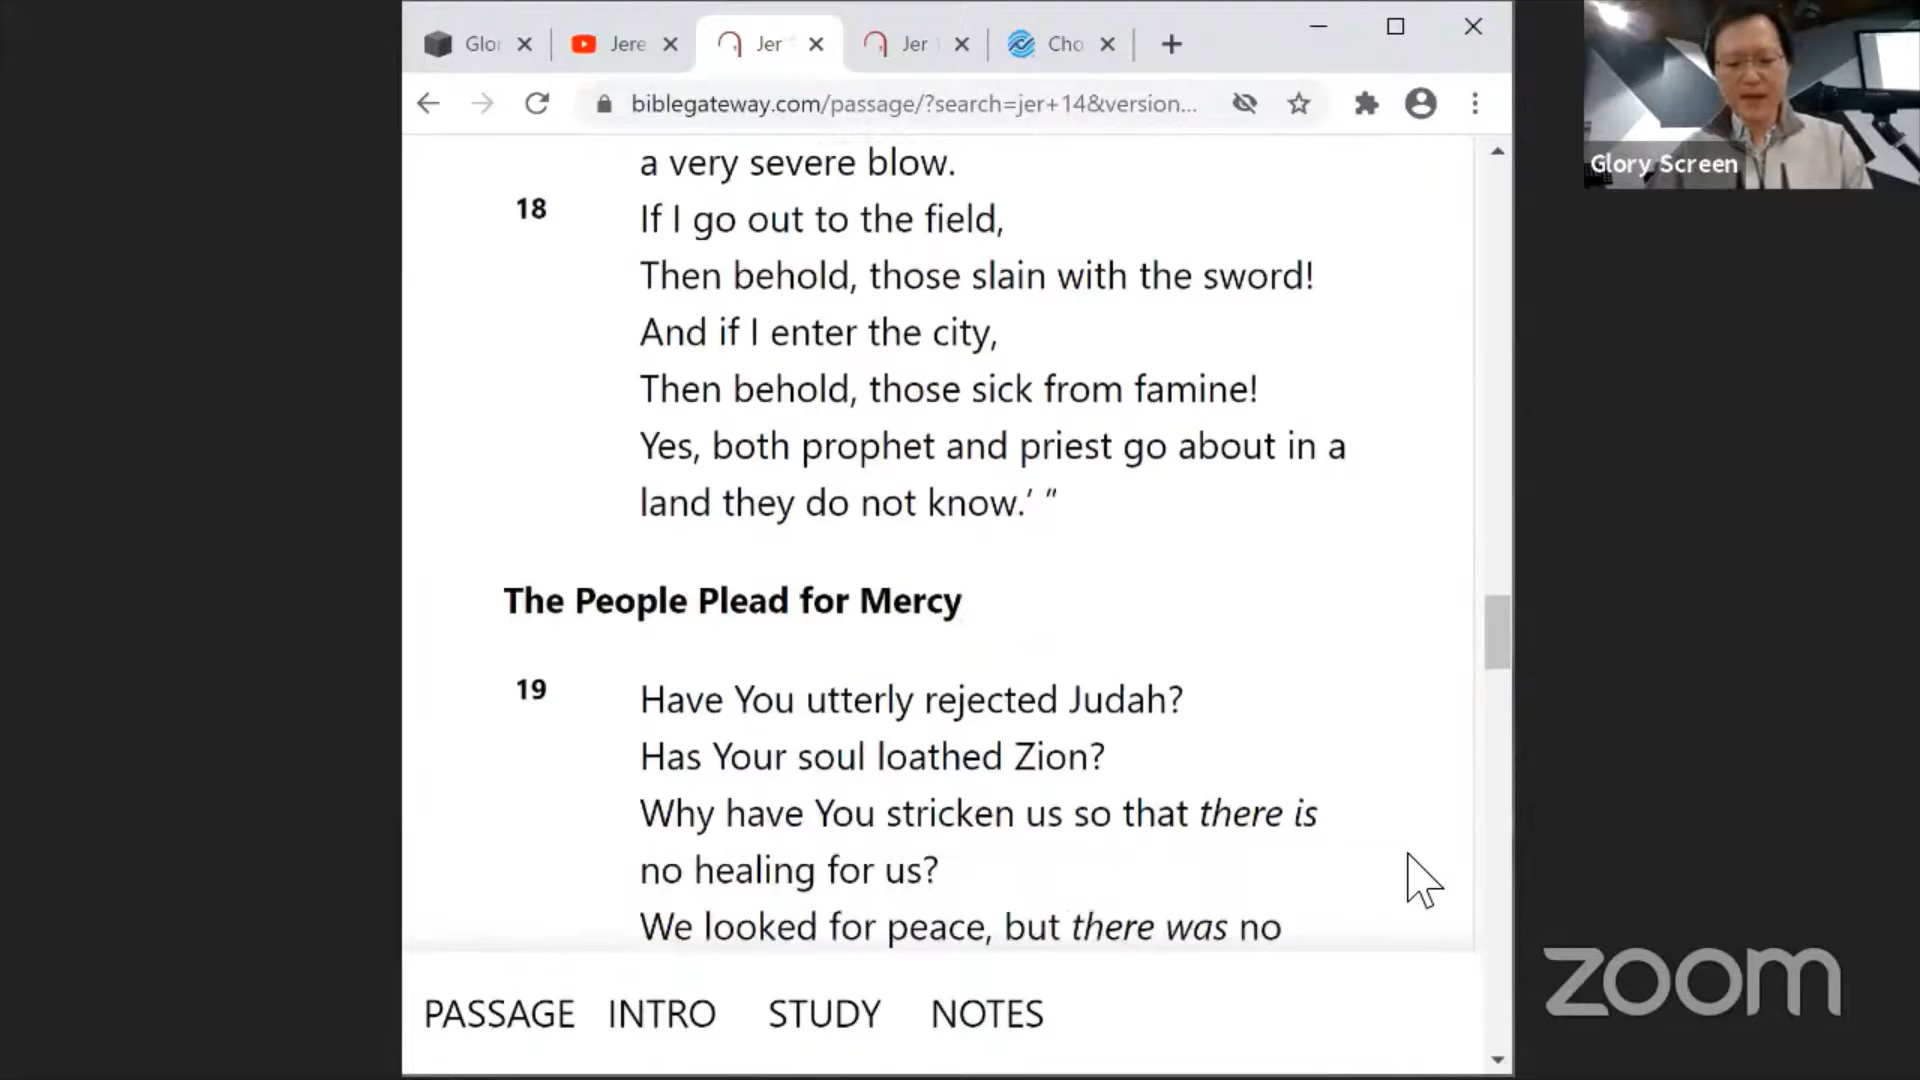 Glor
Jere
Jer
Jer
Cho
biblegateway.com/passage/?search=jer+14&version...
Glory Screen
a very severe blow.
18
If I go out to the field,
Then behold, those slain with the sword!
And if I enter the city,
Then behold, those sick from famine!
Yes, both prophet and priest go about in a
land they do not know.’ ”
The People Plead for Mercy
19
Have You utterly rejected Judah?
Has Your soul loathed Zion?
Why have You stricken us so that there is
no healing for us?
We looked for peace, but there was no
PASSAGE INTRO STUDY NOTES
zoom